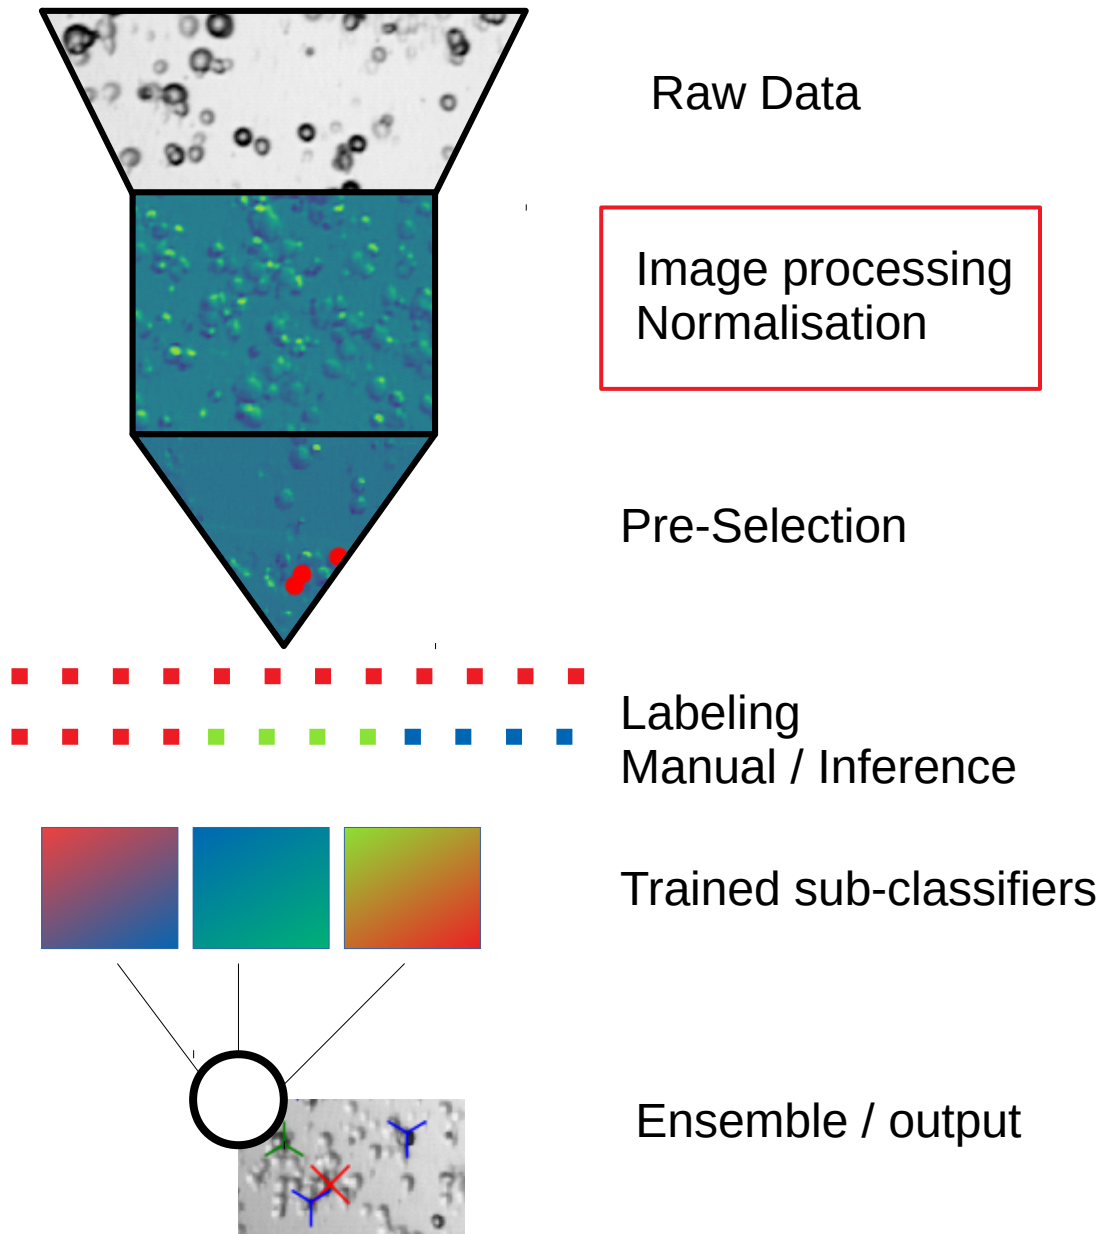 Raw Data
Image processing
Normalisation
Pre-Selection
Labeling
Manual / Inference
Trained sub-classifiers
Ensemble / output